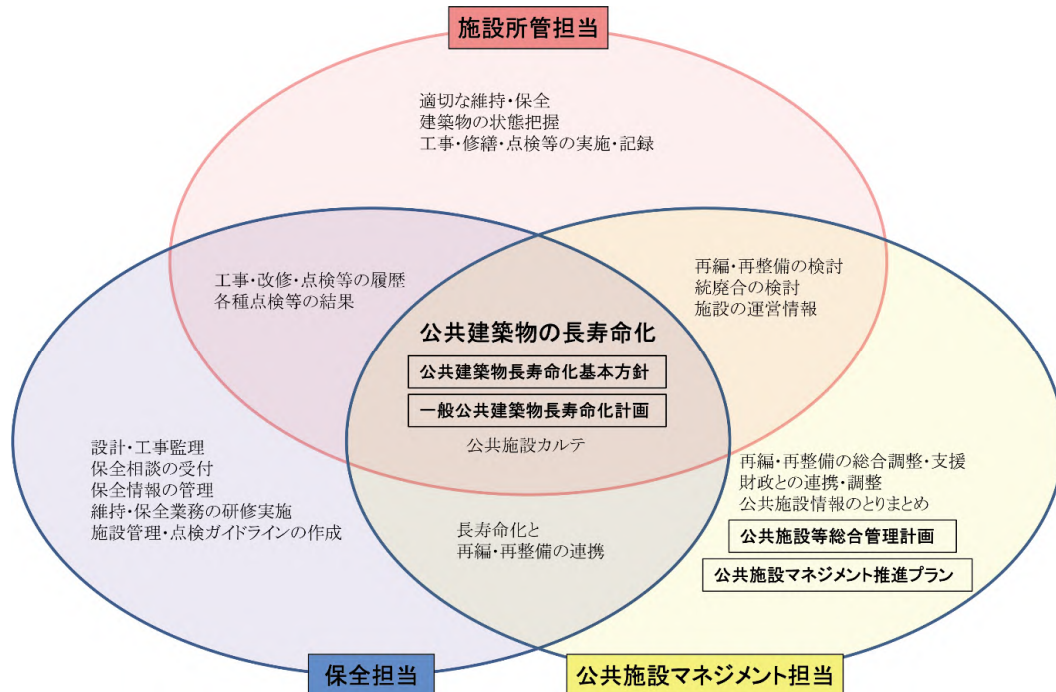 施設所管担当
適切な維持・保全
建築物の状態把握
工事・修繕・点検等の実施・記録
工事・改修・点検等の履歴
各種点検等の結果
再編・再整備の検討
統廃合の検討
施設の運営情報
公共建築物の長寿命化
公共建築物長寿命化基本方針
一般公共建築物長寿命化計画
公共施設カルテ
設計・工事監理
保全相談の受付
保全情報の管理
維持・保全業務の研修実施
施設管理・点検ガイドラインの作成
再編・再整備の総合調整・支援
財政との連携・調整
公共施設情報のとりまとめ
公共施設等総合管理計画
公共施設マネジメント推進プラン
長寿命化と
再編・再整備の連携
保全担当
公共施設マネジメント担当